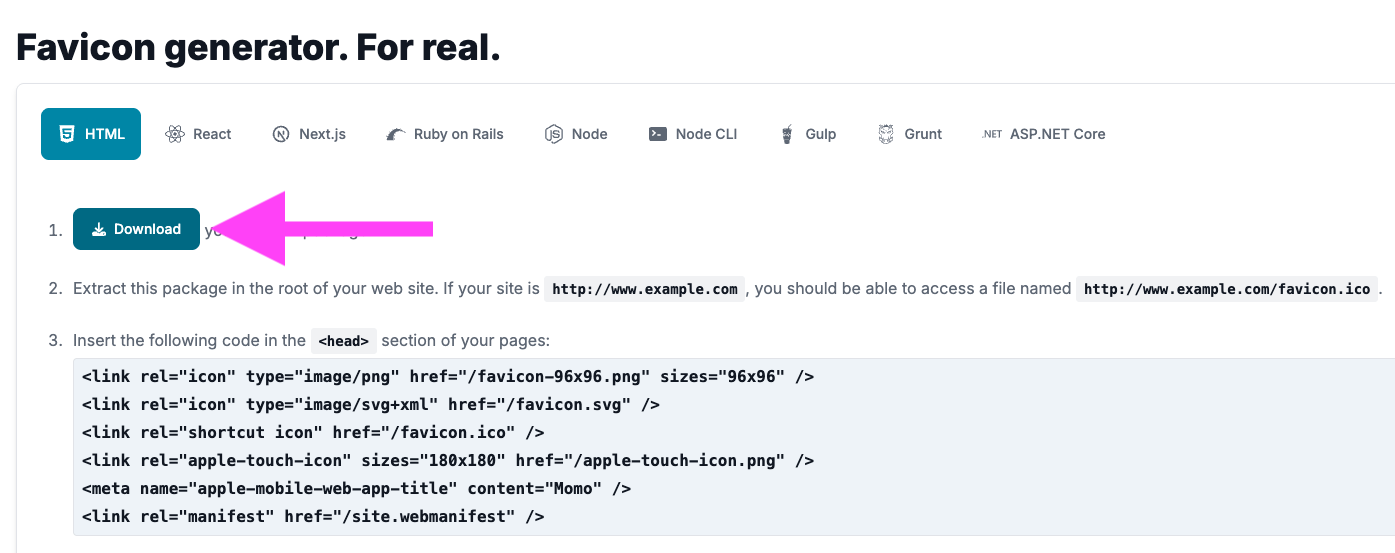 Favicon generator. For real.
HTML React Next.js Ruby on Rails Node Node CLI Gulp Grunt .NET ASP.NET Core
1. Download
2. Extract this package in the root of your web site. If your site is http://www.example.com , you should be able to access a file named http://www.example.com/favicon.ico .
3. Insert the following code in the <head> section of your pages:
<link rel="icon" type="image/png" href="/favicon-96x96.png" sizes="96x96" />
<link rel="icon" type="image/svg+xml" href="/favicon.svg" />
<link rel="shortcut icon" href="/favicon.ico" />
<link rel="apple-touch-icon" sizes="180x180" href="/apple-touch-icon.png" />
<meta name="apple-mobile-web-app-title" content="Momo" />
<link rel="manifest" href="/site.webmanifest" />